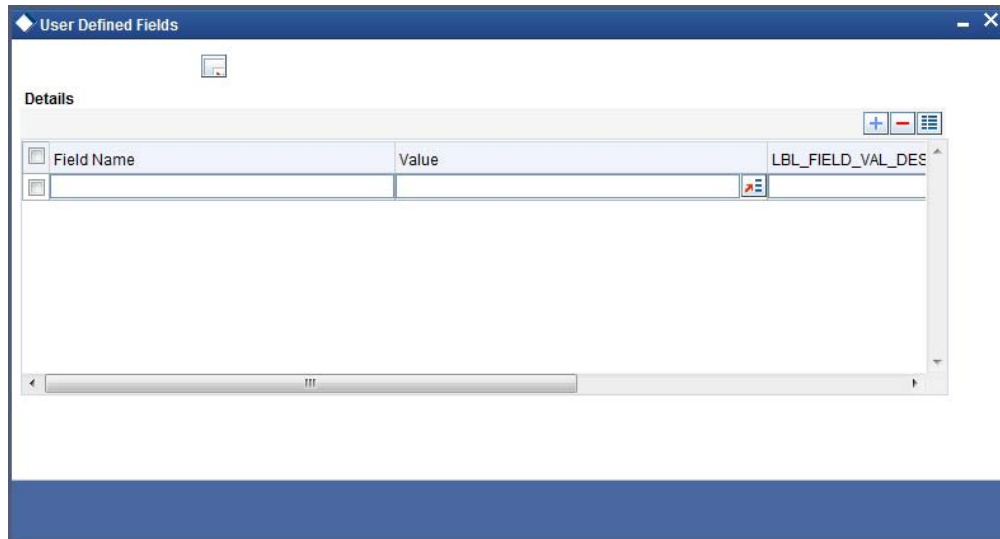 User Defined Fields
Details
Field Name Value LBL_FIELD_VAL_DES